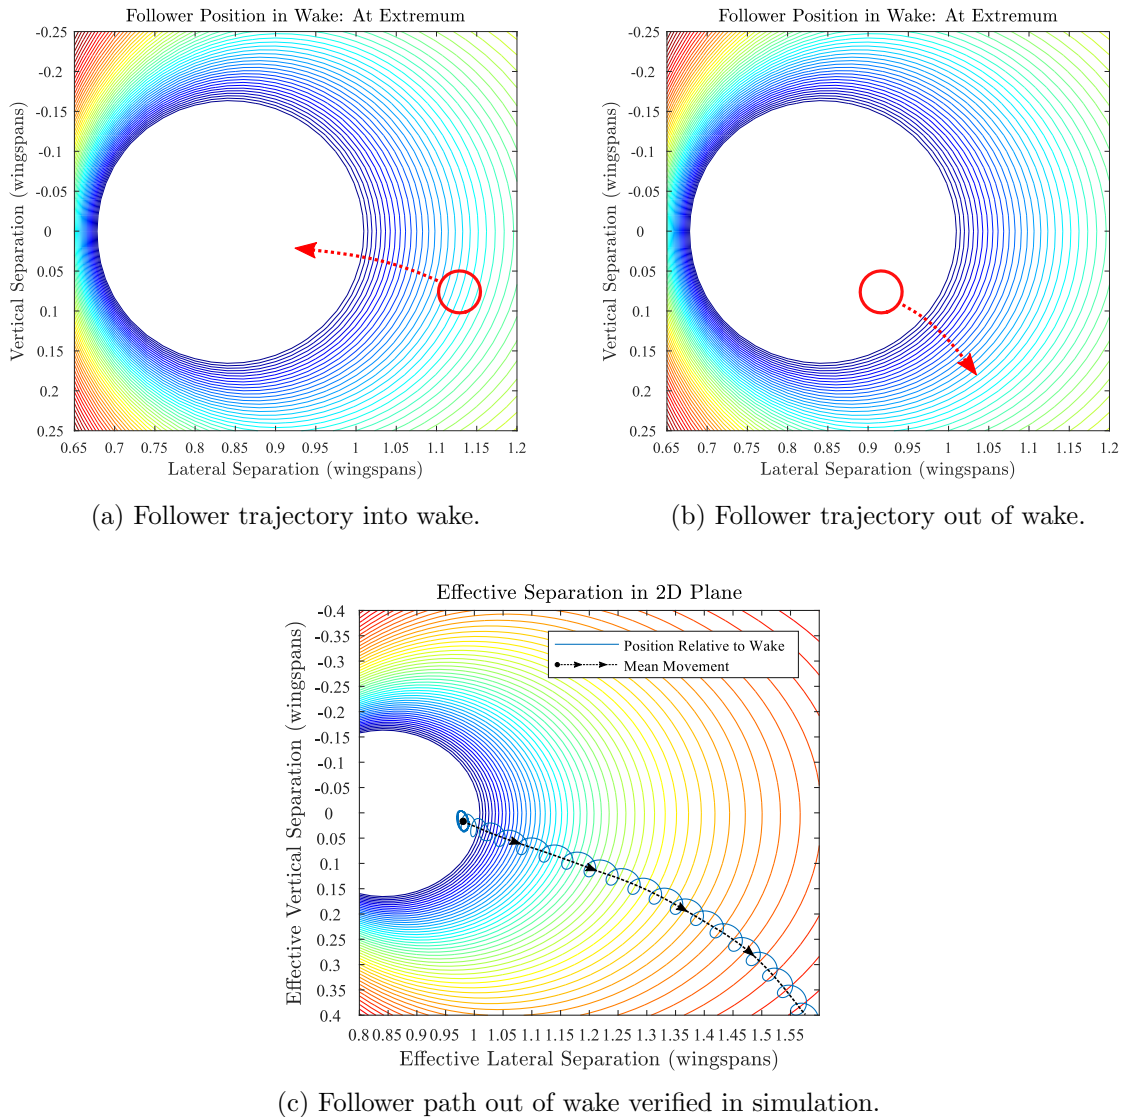 Follower Position in Wake: At Extremum
-0.25
-0.2
-0.15
-0.1
-0.05
0
0.05
0.1
0.15
0.2
0.25
Vertical Separation (wingspans)
0.65 0.7 0.75 0.8 0.85 0.9 0.95 1 1.05 1.1 1.15 1.2
Lateral Separation (wingspans)
(a) Follower trajectory into wake.
Follower Position in Wake: At Extremum
-0.25
-0.2
-0.15
-0.1
-0.05
0
0.05
0.1
0.15
0.2
0.25
Vertical Separation (wingspans)
0.65 0.7 0.75 0.8 0.85 0.9 0.95 1 1.05 1.1 1.15 1.2
Lateral Separation (wingspans)
(b) Follower trajectory out of wake.
Effective Separation in 2D Plane
Position Relative to Wake
Mean Movement
-0.4
-0.35
-0.3
-0.25
-0.2
-0.15
-0.1
-0.05
0
0.05
0.1
0.15
0.2
0.25
0.3
0.35
0.4
Effective Vertical Separation (wingspans)
0.8 0.85 0.9 0.95 1 1.05 1.1 1.15 1.2 1.25 1.3 1.35 1.4 1.45 1.5 1.55
Effective Lateral Separation (wingspans)
(c) Follower path out of wake verified in simulation.